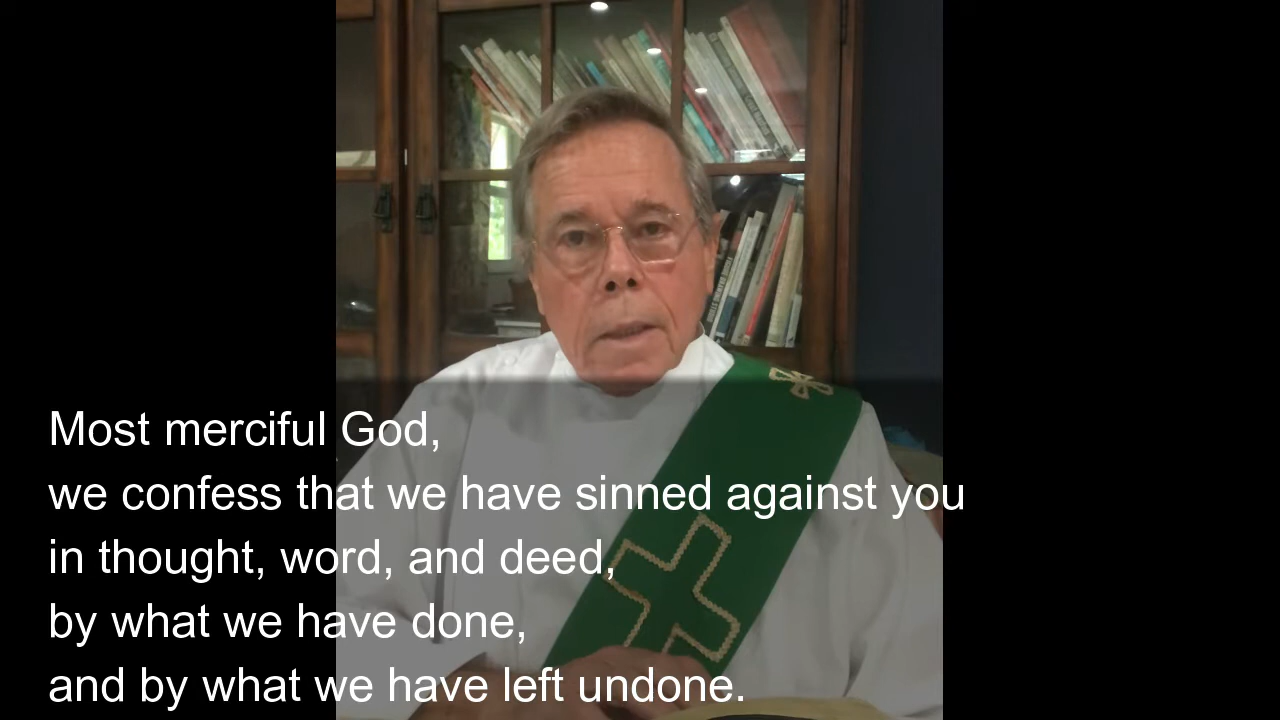 Most merciful God,
we confess that we have sinned against you
in thought, word, and deed,
by what we have done,
and by what we have left undone.